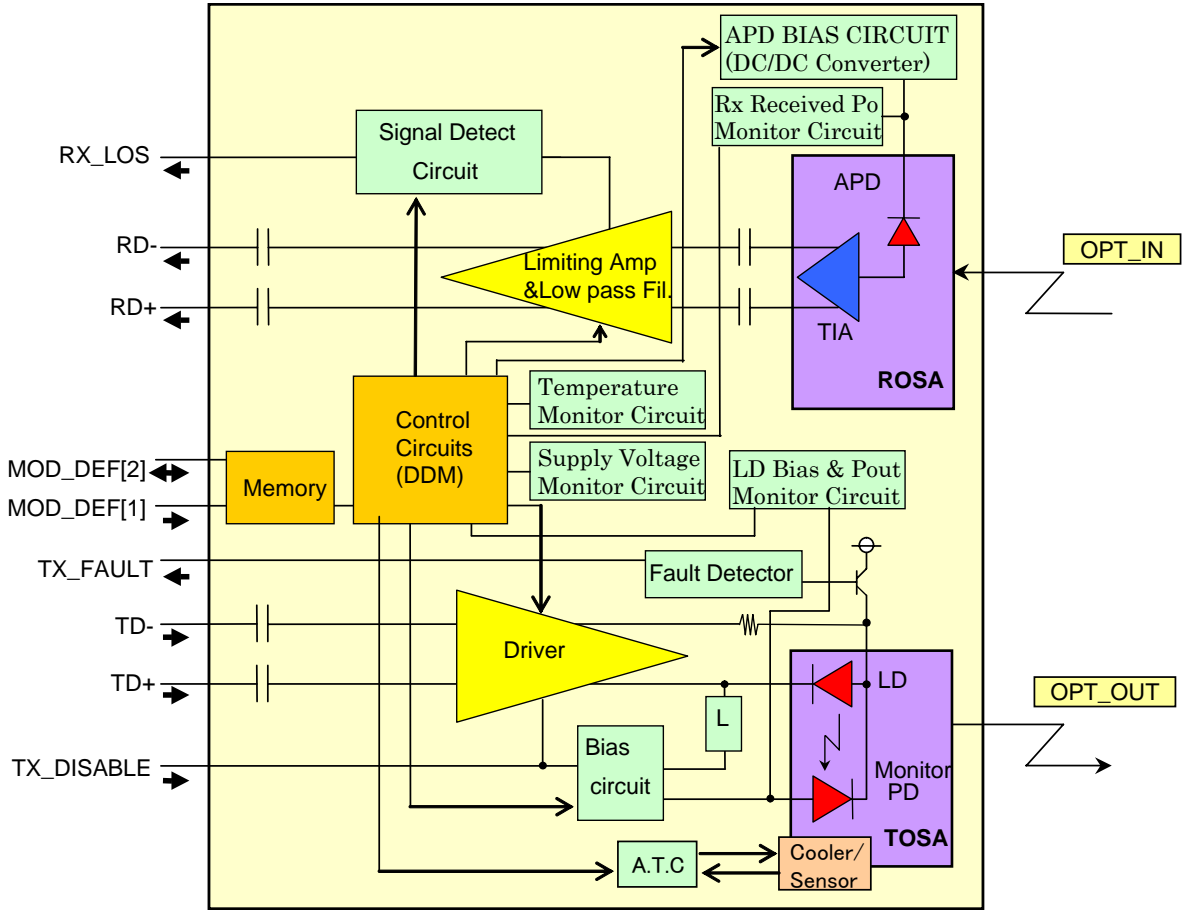 APD BIAS CIRCUIT
(DC/DC Converter)
Rx Received Po
Monitor Circuit
Signal Detect
Circuit
RX_LOS
APD
RD-
Limiting Amp
&Low pass Fil.
OPT_IN
RD+
TIA
ROSA
Temperature
Monitor Circuit
Control
Circuits
(DDM)
Supply Voltage
Monitor Circuit
LD Bias & Pout
Monitor Circuit
MOD_DEF[2]
Memory
MOD_DEF[1]
TX_FAULT
Fault Detector
TD-
Driver
TD+
LD
OPT_OUT
L
Bias
circuit
TX_DISABLE
Monitor
PD
TOSA
A.T.C
Cooler/
Sensor